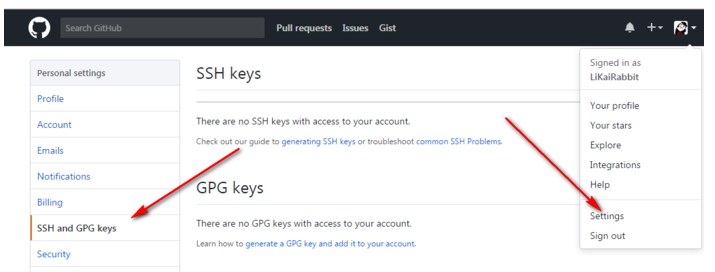 Search GitHub
Pull requests Issues Gist
Personal settings
Profile
Account
Emails
Notifications
Billing
SSH and GPG keys
Security
SSH keys
There are no SSH keys with access to your account.
Check out our guide to generating SSH keys or troubleshoot common SSH Problems.
GPG keys
There are no GPG keys with access to your account.
Learn how to generate a GPG key and add it to your account.
Signed in as
LiKaiRabbit
Your profile
Your stars
Explore
Integrations
Help
Settings
Sign out